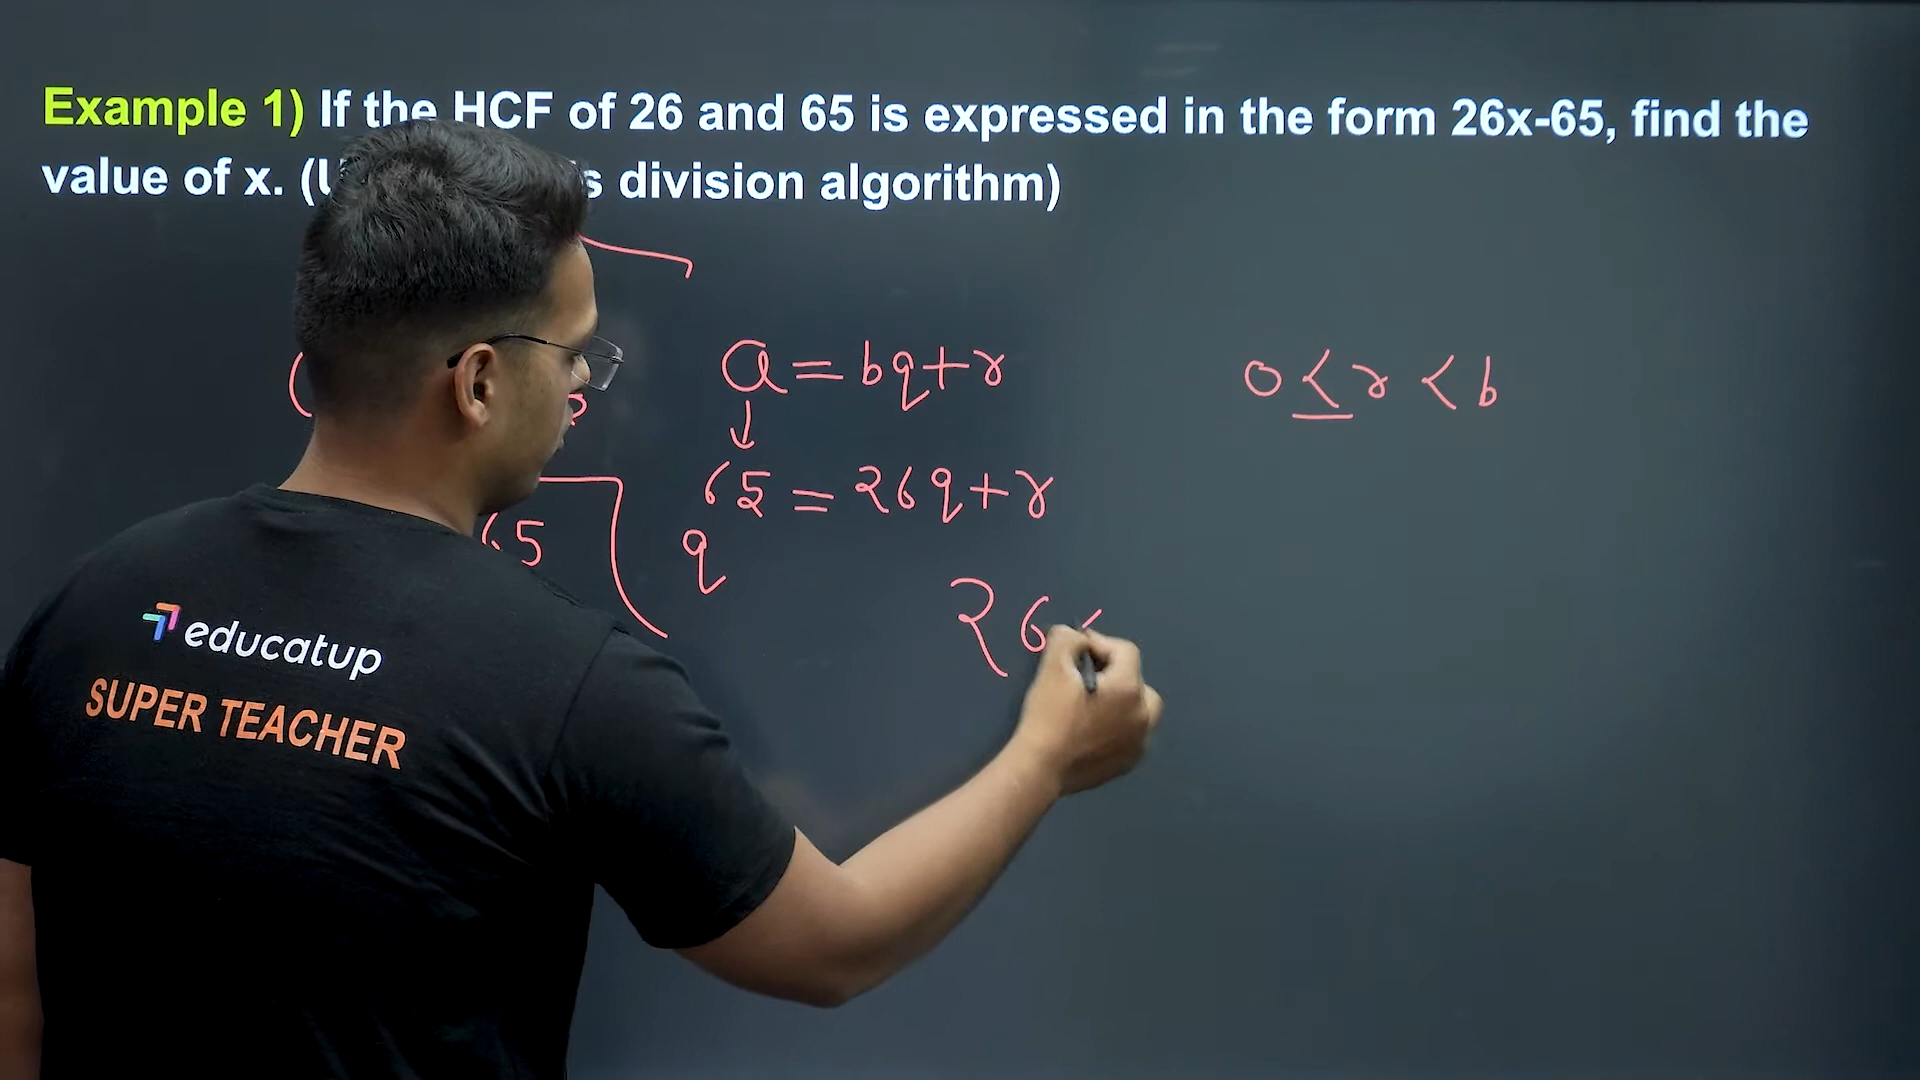 Example 1) If the HCF of 26 and 65 is expressed in the form 26x-65, find the
value of x. ( s division algorithm)
a = bq+r
0 ≤ r < b
65 = 26q+r
65
q
26
educatup
SUPER TEACHER